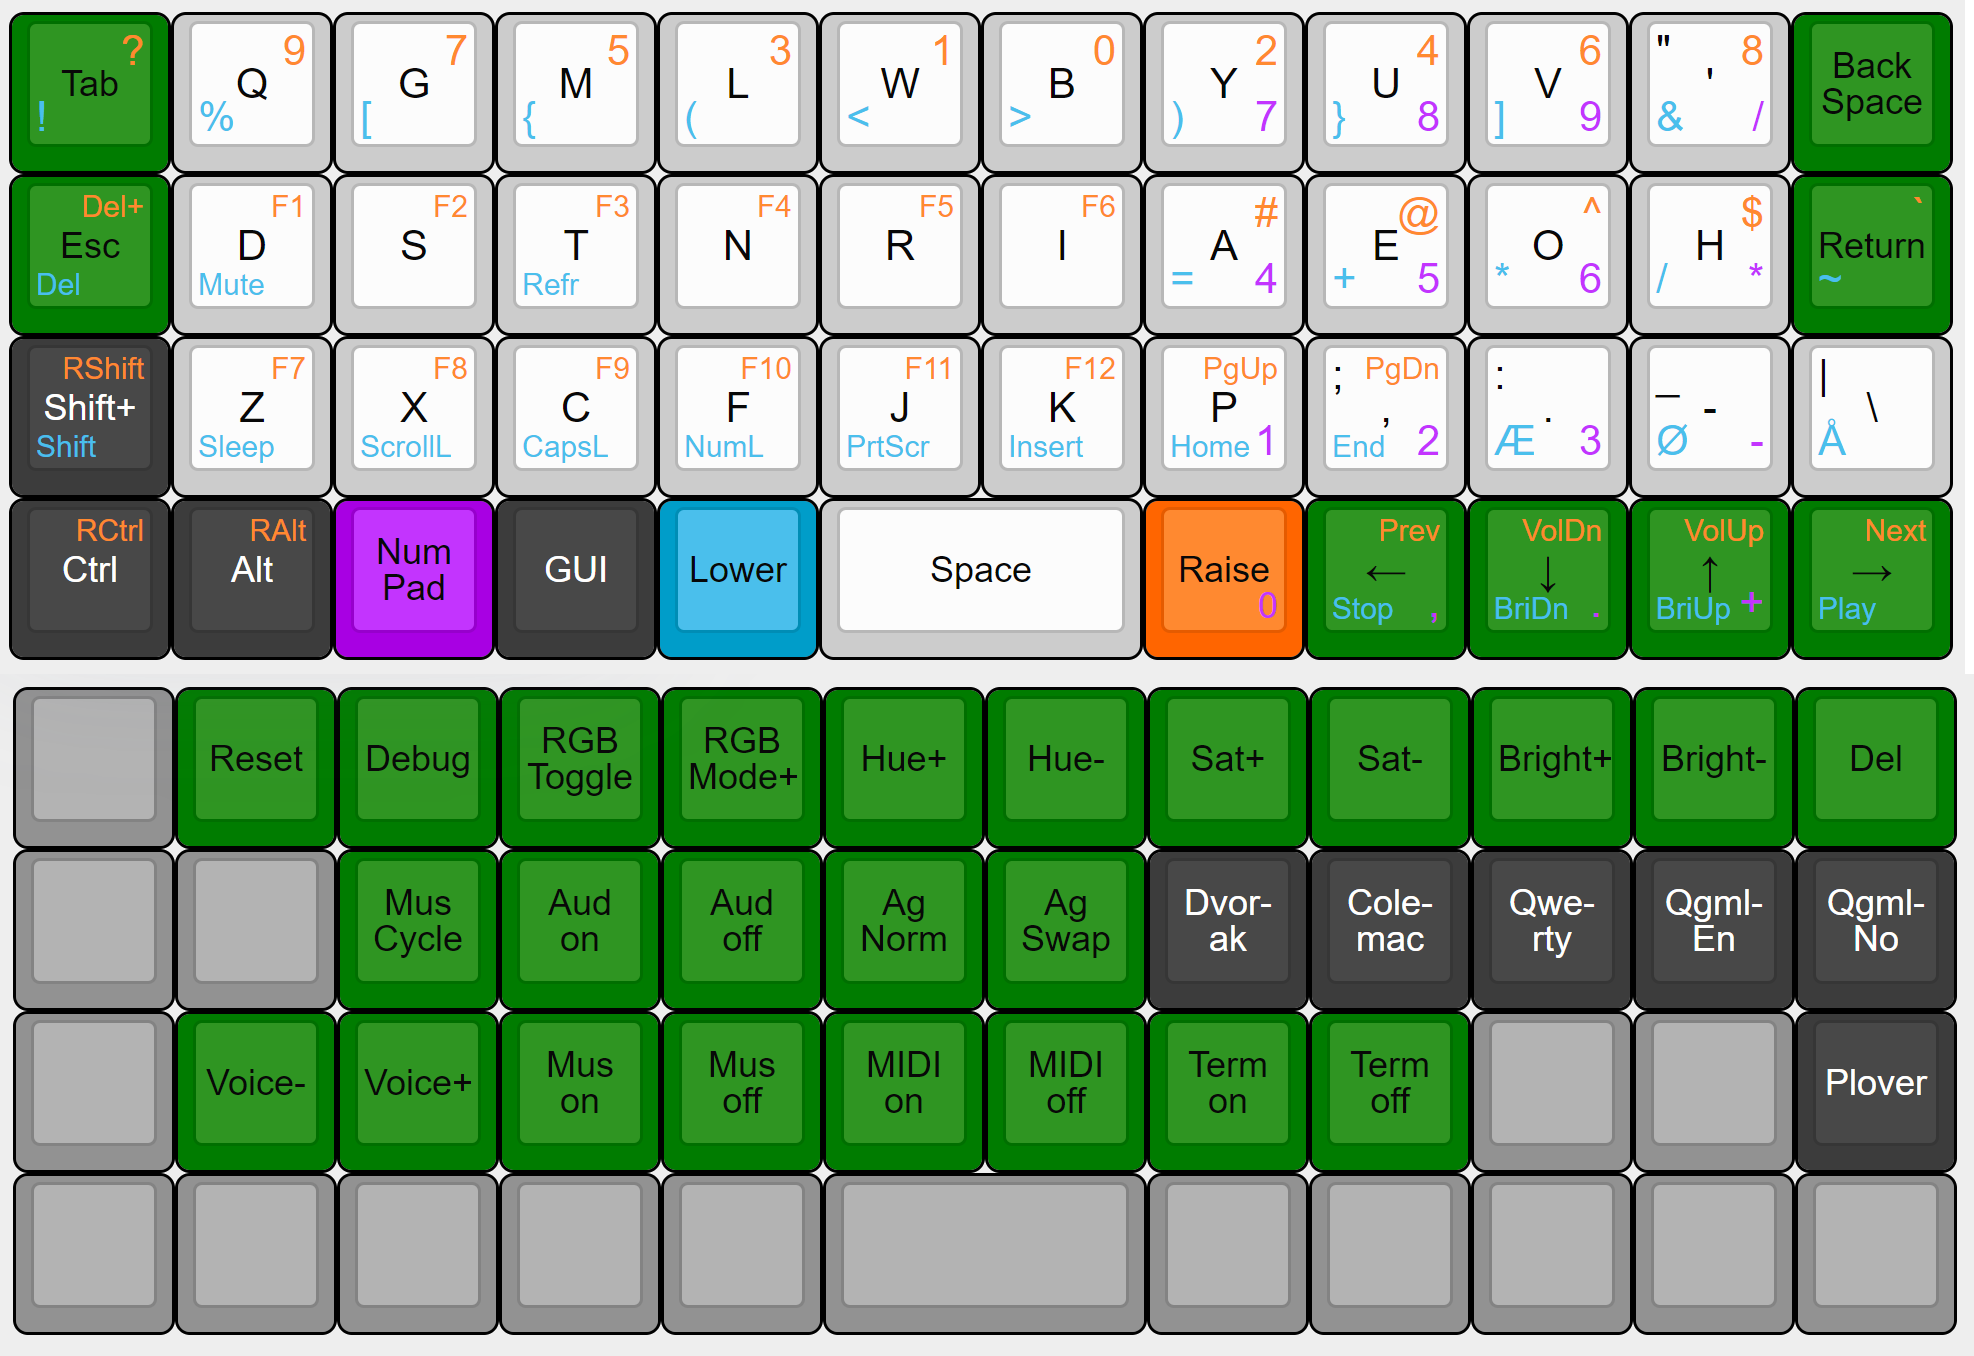 ? 9 7 5 3 1 0 2 4 6 " 8
Tab Q G M L W B Y U V ' Back Space
! % [ { ( < > ) 7 } 8 ] 9 & /
Del+ F1 F2 F3 F4 F5 F6 # @ ^ $ `
Esc D S T N R I A E O H Return
Del Mute Refr = 4 + 5 * 6 / * ~
RShift F7 F8 F9 F10 F11 F12 PgUp ; PgDn : _ |
Shift+ Z X C F J K P , . - \
Shift Sleep ScrollL CapsL NumL PrtScr Insert Home 1 End 2 Æ 3 Ø - Å
RCtrl RAlt Prev VolDn VolUp Next
Ctrl Alt Num Pad GUI Lower Space Raise ← ↓ ↑ →
0 Stop , BriDn . BriUp + Play
Reset Debug RGB Toggle RGB Mode+ Hue+ Hue- Sat+ Sat- Bright+ Bright- Del
Mus Aud Aud Ag Ag Dvor- Cole- Qwe- Qgml- Qgml-
Cycle on off Norm Swap ak mac rty En No
Voice- Voice+ Mus on Mus off MIDI on MIDI off Term on Term off Plover